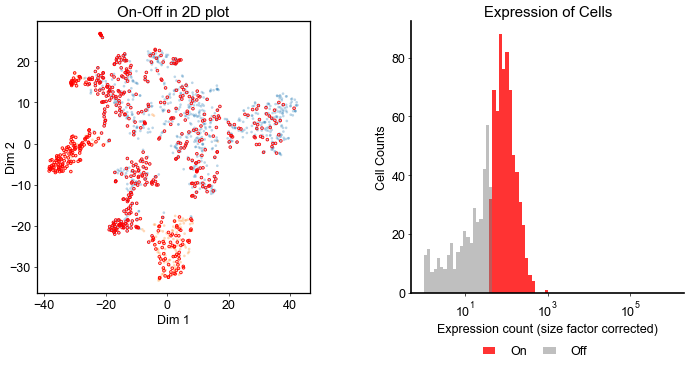 On-Off in 2D plot
Dim 2
20
10
0
−10
−20
−30
−40
−20
0
20
40
Dim 1
Expression of Cells
Cell Counts
80
60
40
20
0
10^1
10^3
10^5
Expression count (size factor corrected)
On
Off